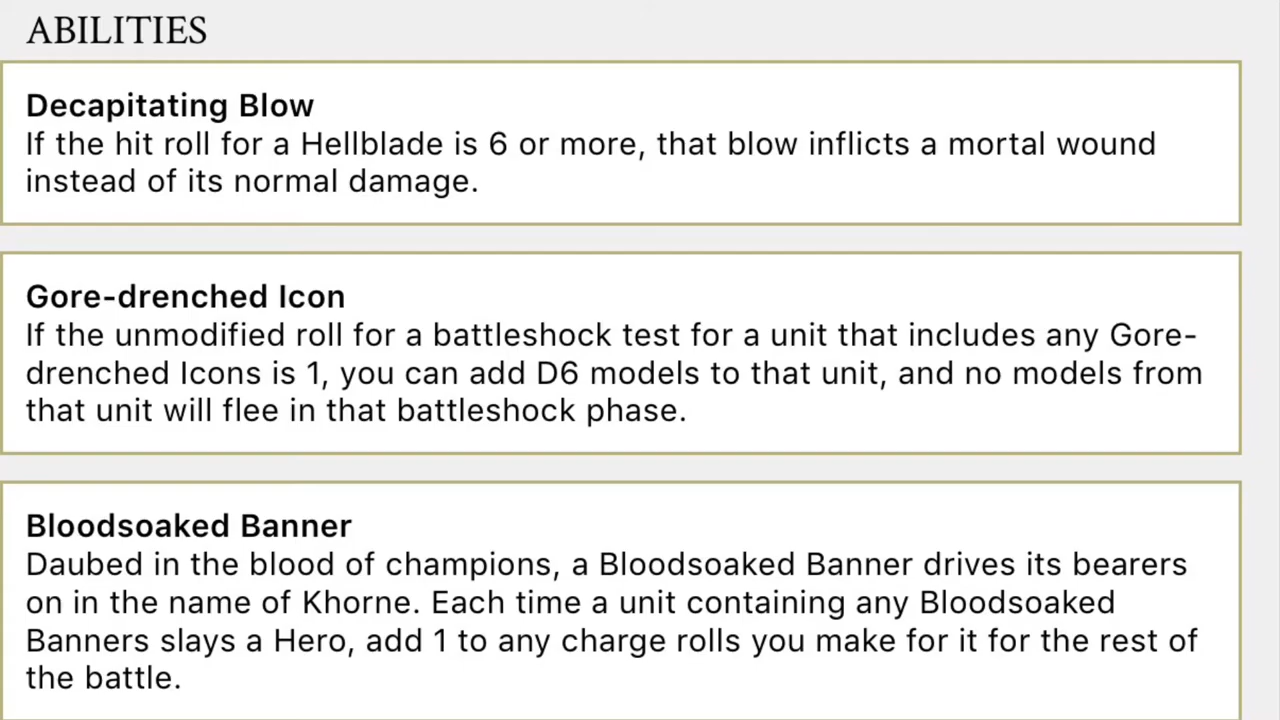 ABILITIES
Decapitating Blow
If the hit roll for a Hellblade is 6 or more, that blow inflicts a mortal wound
instead of its normal damage.
Gore-drenched Icon
If the unmodified roll for a battleshock test for a unit that includes any Gore-
drenched Icons is 1, you can add D6 models to that unit, and no models from
that unit will flee in that battleshock phase.
Bloodsoaked Banner
Daubed in the blood of champions, a Bloodsoaked Banner drives its bearers
on in the name of Khorne. Each time a unit containing any Bloodsoaked
Banners slays a Hero, add 1 to any charge rolls you make for it for the rest of
the battle.